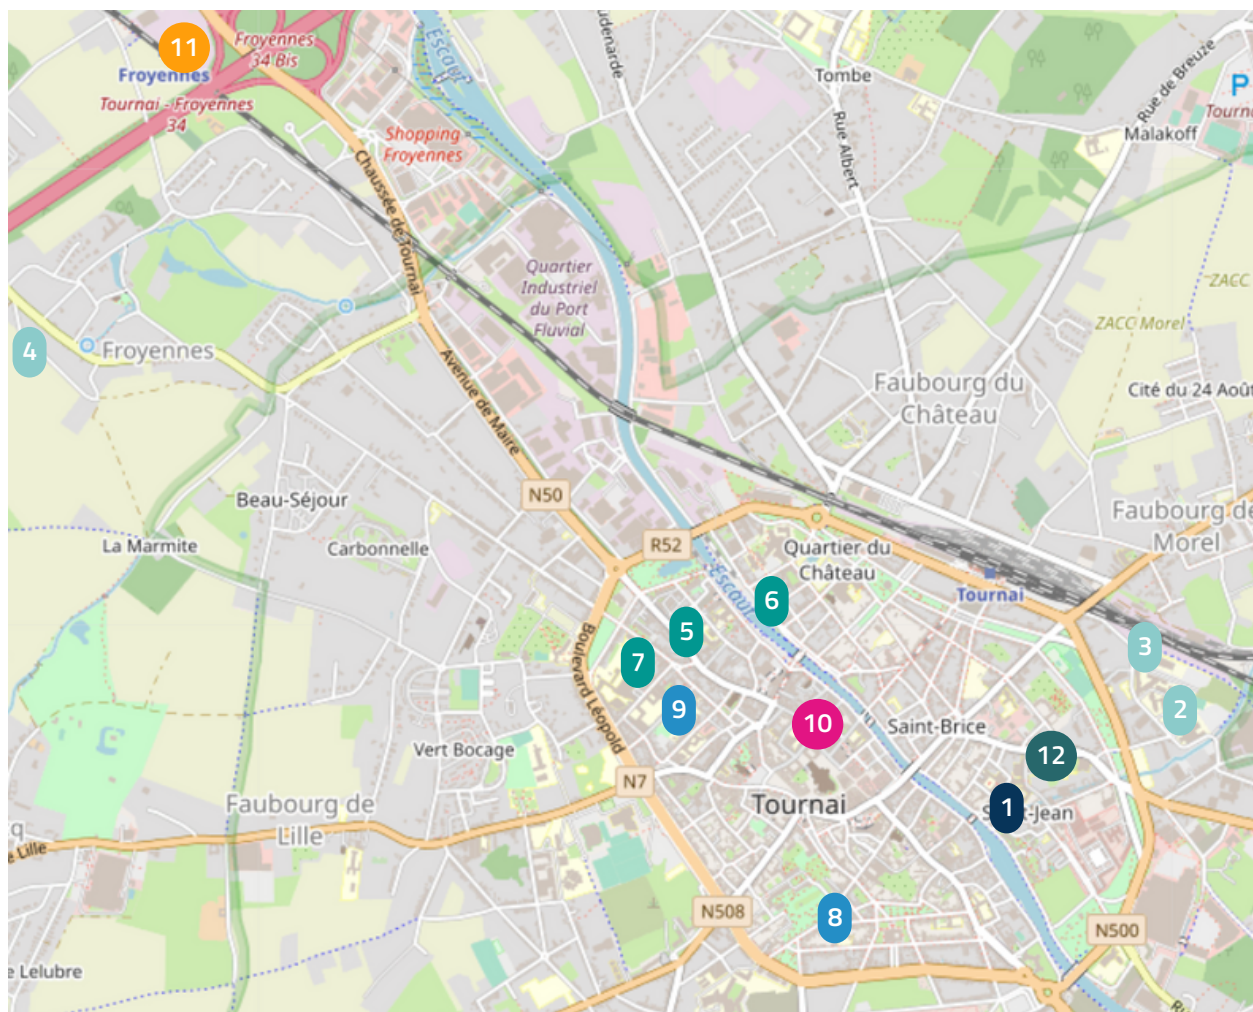 11
Froyennes
Froyennes
34 Bis
Tournai - Froyennes
34
Escaut
Shopping
Froyennes
Chaussée de Tournai
Tombe
Rue Albert
Rue de Breuze
P
Malakoff
Quartier
Industriel
du Port
Fluvial
ZACC
ZACC Morel
4
Froyennes
Avenue de Maire
Faubourg du
Château
Cité du 24 Août
N50
Beau-Séjour
La Marmite
Carbonnelle
R52
Quartier du
Château
Faubourg de
Morel
Tournai
Escaut
6
5
7
3
2
Boulevard Léopold
9
10
Saint-Brice
12
Vert Bocage
N7
Tournai
1
Faubourg de
Lille
Lille
8
N508
N500
e Lelubre